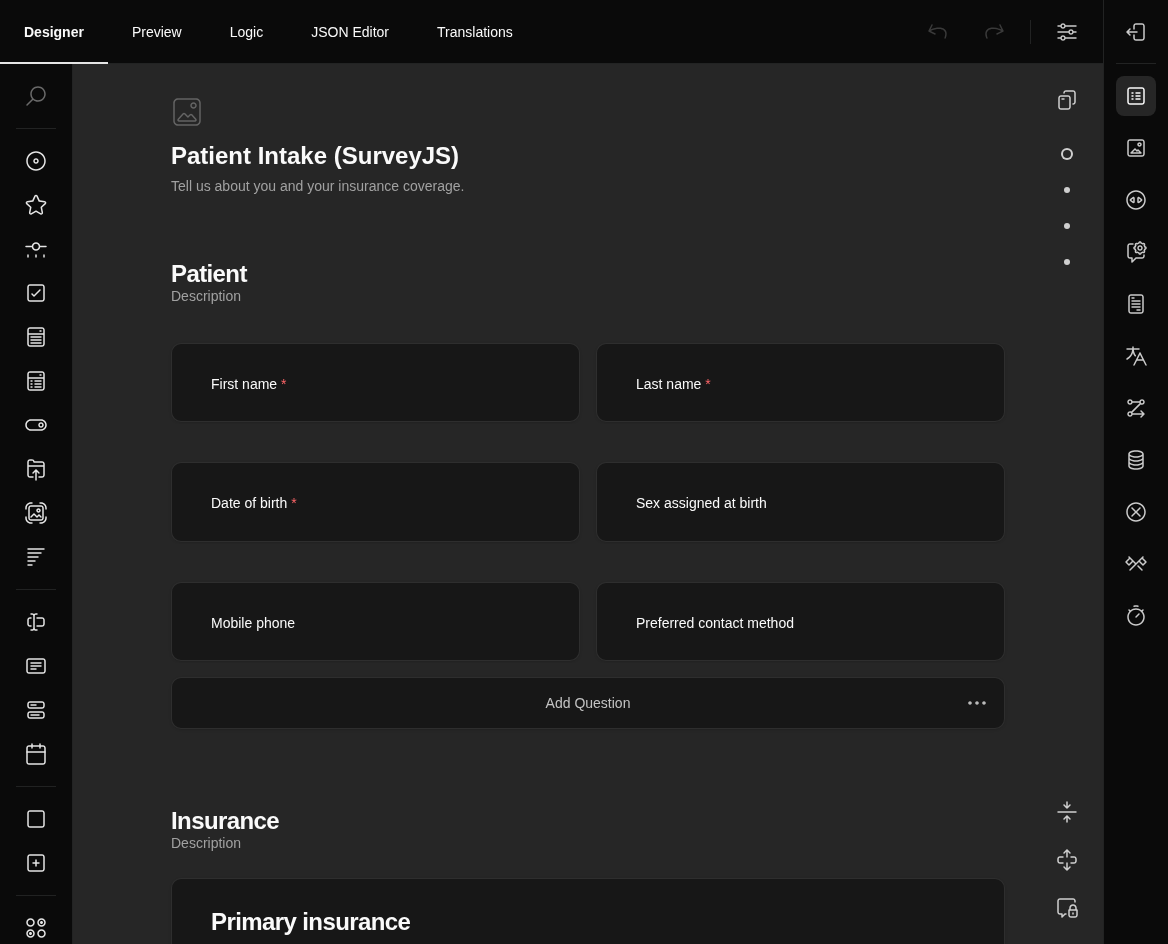 Designer
Preview
Logic
JSON Editor
Translations
Patient Intake (SurveyJS)
Tell us about you and your insurance coverage.
Patient
Description
First name *
Last name *
Date of birth *
Sex assigned at birth
Mobile phone
Preferred contact method
Add Question
Insurance
Description
Primary insurance